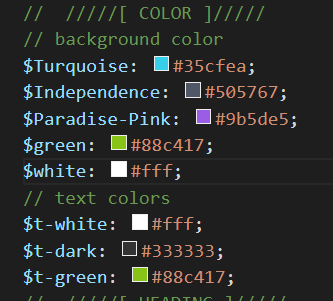 //  /////[ COLOR ]/////
// background color
$Turquoise: #35cfea;
$Independence: #505767;
$Paradise-Pink: #9b5de5;
$green: #88c417;
$white: #fff;
// text colors
$t-white: #fff;
$t-dark: #333333;
$t-green: #88c417;
//  /////[ HEADING ]/////